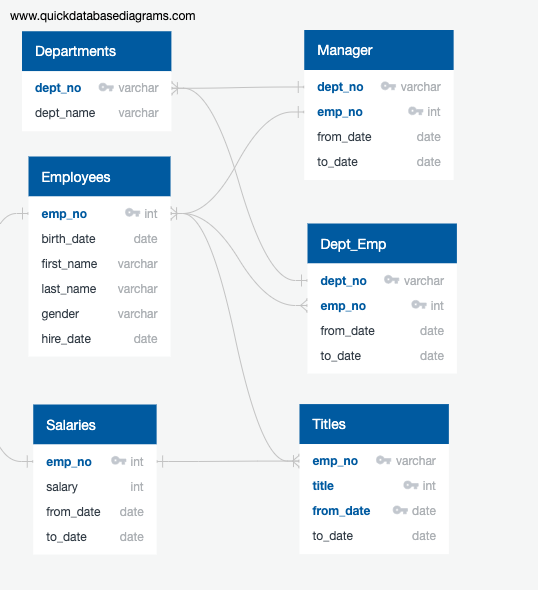 www.quickdatabasediagrams.com
Departments
dept_no varchar
dept_name varchar
Manager
dept_no varchar
emp_no int
from_date date
to_date date
Employees
emp_no int
birth_date date
first_name varchar
last_name varchar
gender varchar
hire_date date
Dept_Emp
dept_no varchar
emp_no int
from_date date
to_date date
Salaries
emp_no int
salary int
from_date date
to_date date
Titles
emp_no varchar
title int
from_date date
to_date date